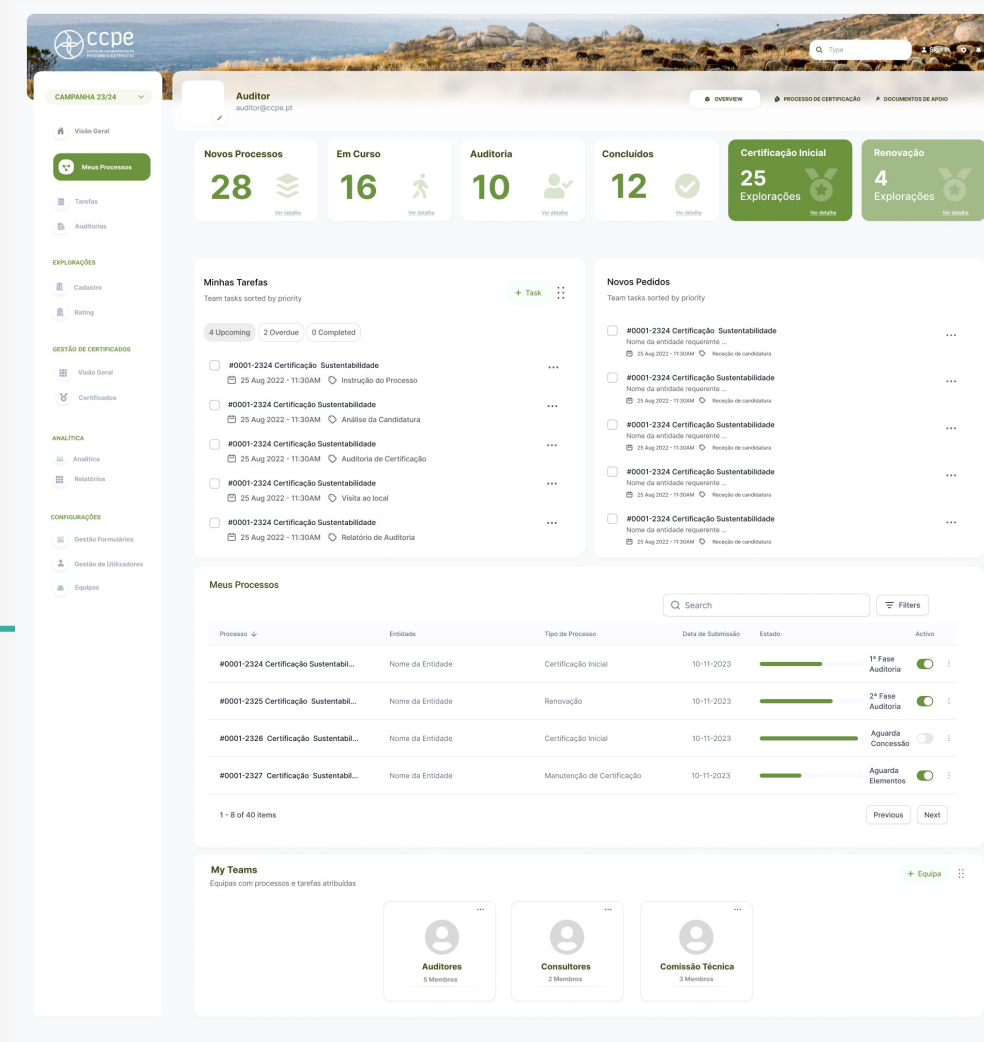 ccpe
centro de competências do
PASTOREIO EXTENSIVO
Type
Sign In
CAMPANHA 23/24
Auditor
auditor@ccpe.pt
OVERVIEW
PROCESSO DE CERTIFICAÇÃO
DOCUMENTOS DE APOIO
Visão Geral
Meus Processos
Tarefas
Auditorias
EXPLORAÇÕES
Cadastro
Rating
GESTÃO DE CERTIFICADOS
Visão Geral
Certificados
ANALÍTICA
Analítica
Relatórios
CONFIGURAÇÕES
Gestão Formulários
Gestão de Utilizadores
Equipas
Novos Processos
28
Ver detalhe
Em Curso
16
Ver detalhe
Auditoria
10
Ver detalhe
Concluídos
12
Ver detalhe
Certificação Inicial
25
Explorações
Ver detalhe
Renovação
4
Explorações
Ver detalhe
Minhas Tarefas
Team tasks sorted by priority
+ Task
4 Upcoming
2 Overdue
0 Completed
#0001-2324 Certificação Sustentabilidade
25 Aug 2022 - 11:30AM Instrução do Processo
#0001-2324 Certificação Sustentabilidade
25 Aug 2022 - 11:30AM Análise da Candidatura
#0001-2324 Certificação Sustentabilidade
25 Aug 2022 - 11:30AM Auditoria de Certificação
#0001-2324 Certificação Sustentabilidade
25 Aug 2022 - 11:30AM Visita ao local
#0001-2324 Certificação Sustentabilidade
25 Aug 2022 - 11:30AM Relatório de Auditoria
Novos Pedidos
Team tasks sorted by priority
#0001-2324 Certificação Sustentabilidade
Nome da entidade requerente ...
25 Aug 2022 - 11:30AM Receção de candidatura
#0001-2324 Certificação Sustentabilidade
Nome da entidade requerente ...
25 Aug 2022 - 11:30AM Receção de candidatura
#0001-2324 Certificação Sustentabilidade
Nome da entidade requerente ...
25 Aug 2022 - 11:30AM Receção de candidatura
#0001-2324 Certificação Sustentabilidade
Nome da entidade requerente ...
25 Aug 2022 - 11:30AM Receção de candidatura
#0001-2324 Certificação Sustentabilidade
Nome da entidade requerente ...
25 Aug 2022 - 11:30AM Receção de candidatura
Meus Processos
Search
Filters
Processo Entidade Tipo de Processo Data de Submissão Estado Activo
#0001-2324 Certificação Sustentabil... Nome da Entidade Certificação Inicial 10-11-2023 1ª Fase
Auditoria
#0001-2325 Certificação Sustentabil... Nome da Entidade Renovação 10-11-2023 2ª Fase
Auditoria
#0001-2326 Certificação Sustentabil... Nome da Entidade Certificação Inicial 10-11-2023 Aguarda
Concessão
#0001-2327 Certificação Sustentabil... Nome da Entidade Manutenção de Certificação 10-11-2023 Aguarda
Elementos
1 - 8 of 40 items
Previous
Next
My Teams
Equipas com processos e tarefas atribuídas
+ Equipa
Auditores
5 Membros
Consultores
2 Membros
Comissão Técnica
3 Membros